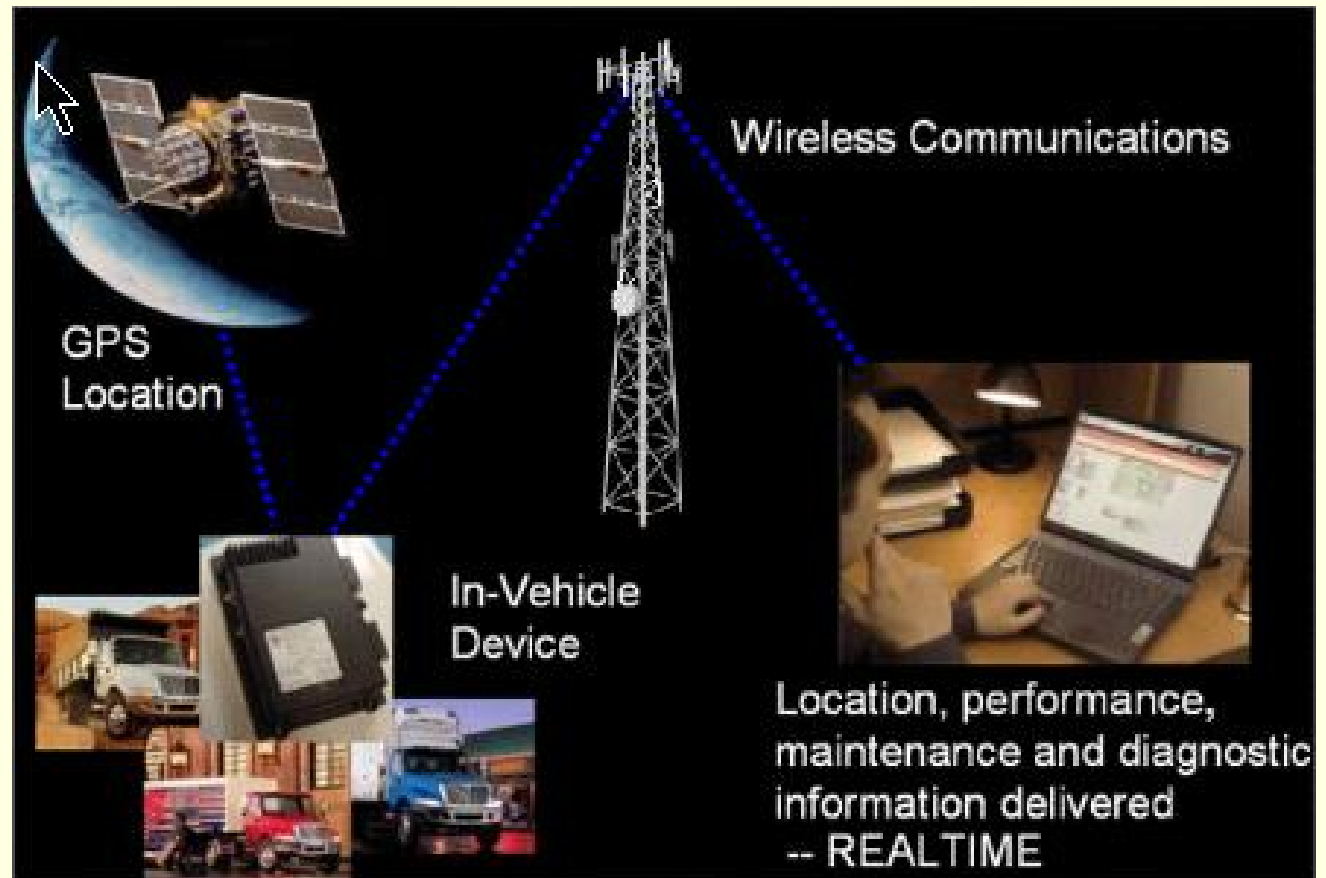 Wireless Communications
GPS
Location
In-Vehicle
Device
Location, performance,
maintenance and diagnostic
information delivered
-- REALTIME